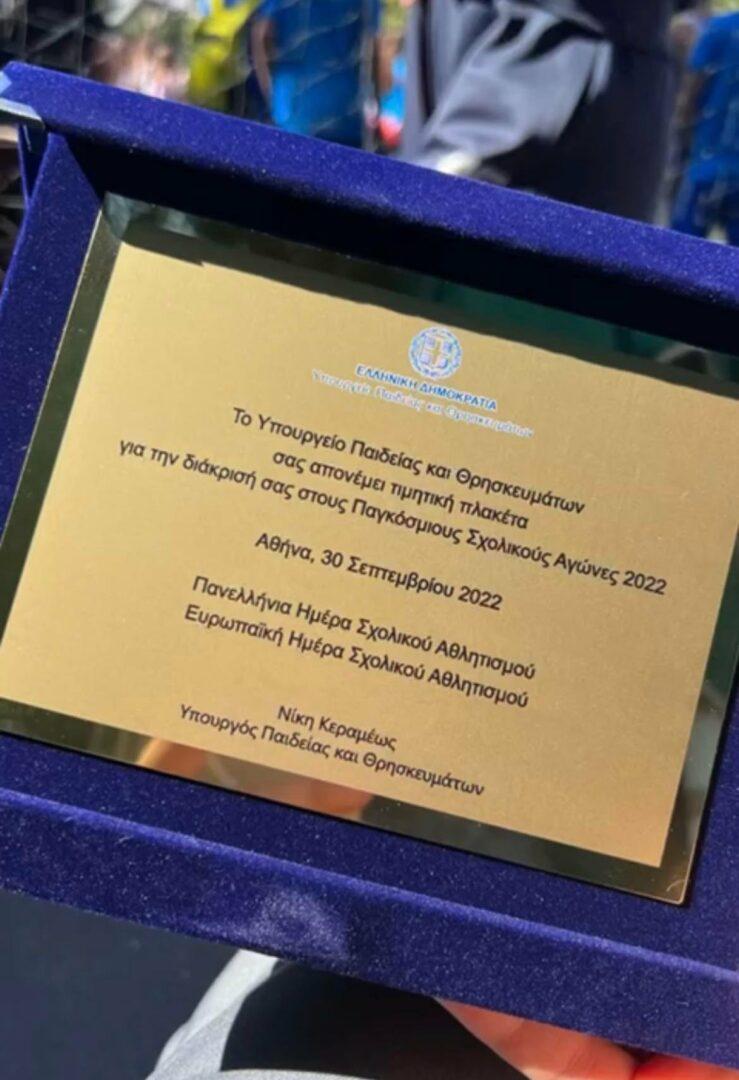 ΕΛΛΗΝΙΚΗ ΔΗΜΟΚΡΑΤΙΑ
Υπουργείο Παιδείας και Θρησκευμάτων
Το Υπουργείο Παιδείας και Θρησκευμάτων
σας απονέμει τιμητική πλακέτα
για την διάκρισή σας στους Παγκόσμιους Σχολικούς Αγώνες 2022
Αθήνα, 30 Σεπτεμβρίου 2022
Πανελλήνια Ημέρα Σχολικού Αθλητισμού
Ευρωπαϊκή Ημέρα Σχολικού Αθλητισμού
Νίκη Κεραμέως
Υπουργός Παιδείας και Θρησκευμάτων